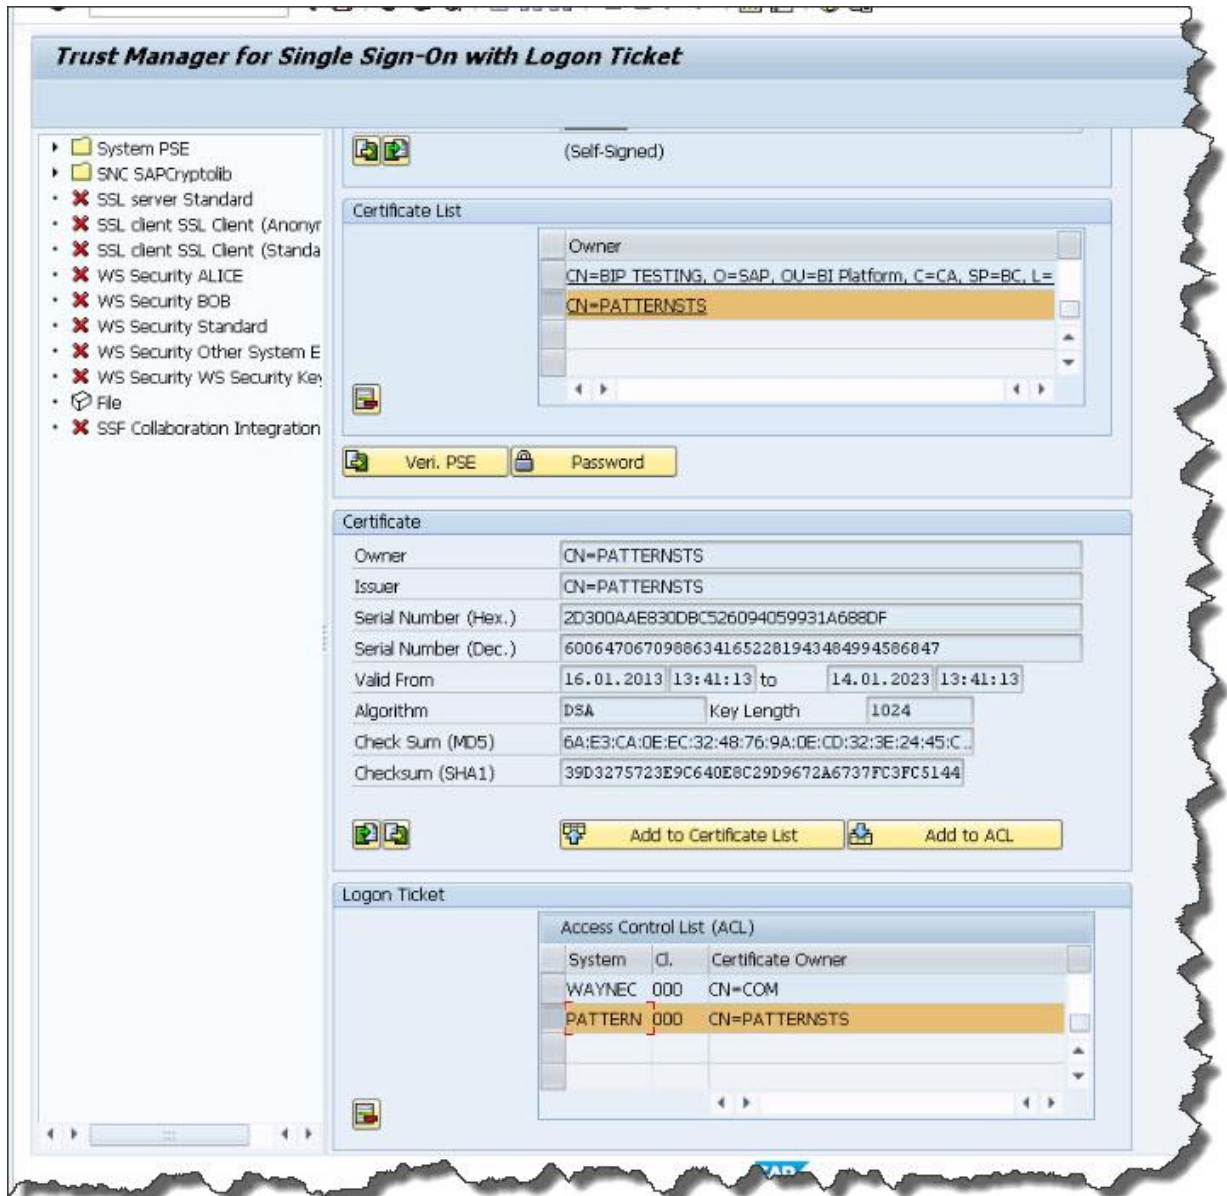 Trust Manager for Single Sign-On with Logon Ticket
System PSE
SNC SAPCryptolib
SSL server Standard
SSL client SSL Client (Anonyr
SSL client SSL Client (Standa
WS Security ALICE
WS Security BOB
WS Security Standard
WS Security Other System E
WS Security WS Security Key
File
SSF Collaboration Integration
(Self-Signed)
Certificate List
Owner
CN=BIP TESTING, O=SAP, OU=BI Platform, C=CA, SP=BC, L=
CN=PATTERNSTS
Veri. PSE Password
Certificate
Owner CN=PATTERNSTS
Issuer CN=PATTERNSTS
Serial Number (Hex.) 2D300AAE830DBC526094059931A688DF
Serial Number (Dec.) 60064706709886341652281943484994586847
Valid From 16.01.2013 13:41:13 to 14.01.2023 13:41:13
Algorithm DSA Key Length 1024
Check Sum (MD5) 6A:E3:CA:0E:EC:32:48:76:9A:0E:CD:32:3E:24:45:C..
Checksum (SHA1) 39D3275723E9C640E8C29D9672A6737FC3FC5144
Add to Certificate List Add to ACL
Logon Ticket
Access Control List (ACL)
System Cl. Certificate Owner
WAYNEC 000 CN=COM
PATTERN 000 CN=PATTERNSTS